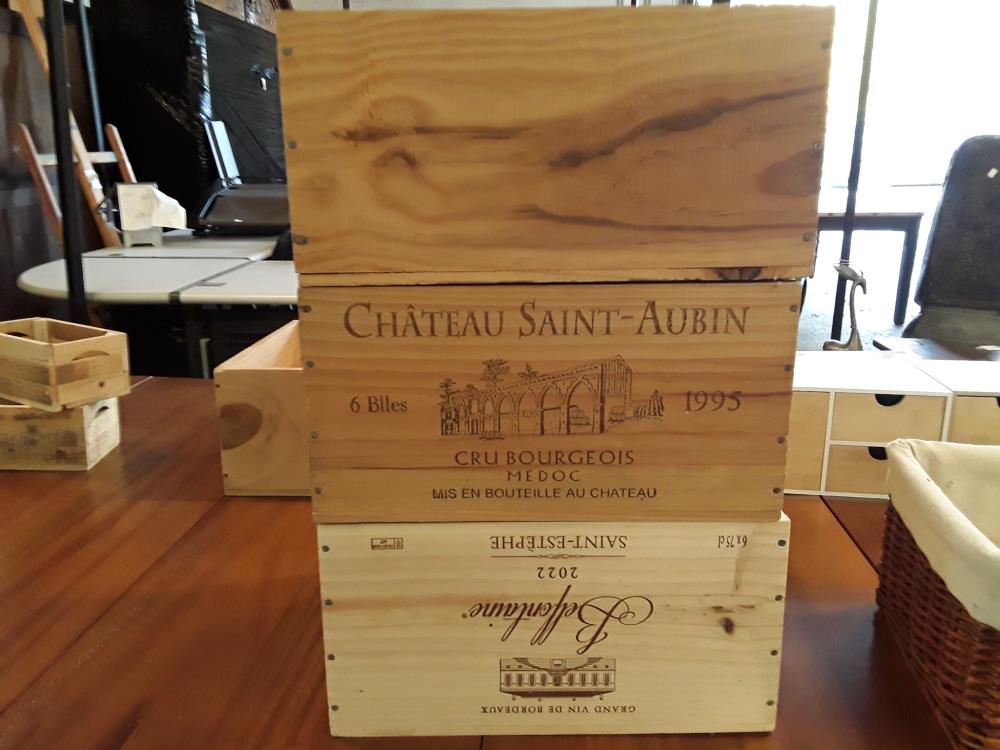 CHÂTEAU SAINT-AUBIN
6 Blles
1995
CRU BOURGEOIS
MEDOC
MIS EN BOUTEILLE AU CHATEAU
GRAND VIN DE BORDEAUX
Belfontaine
2022
SAINT-ESTÈPHE
6x75cl